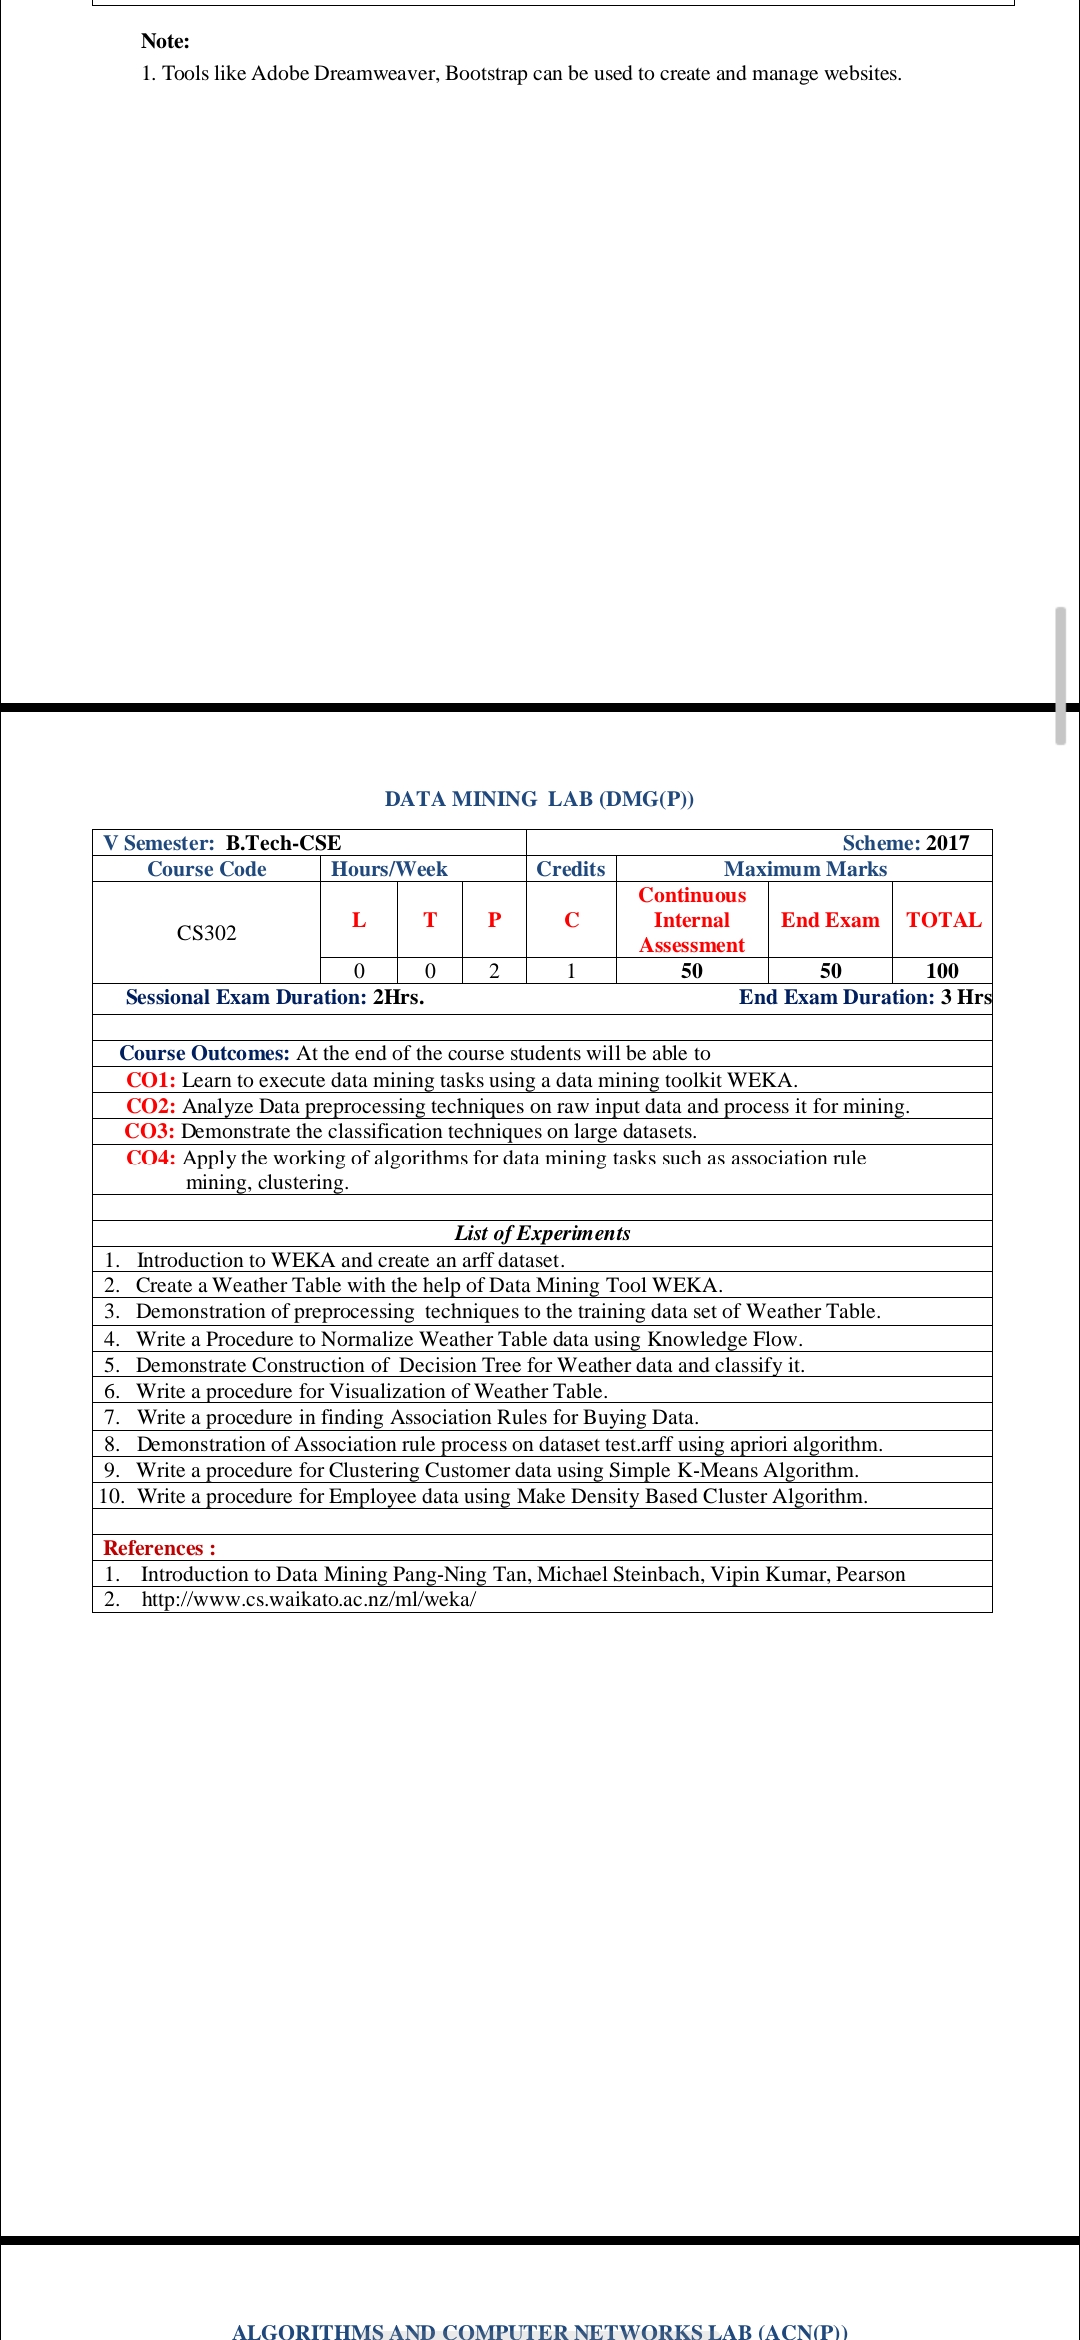 Note:
1. Tools like Adobe Dreamweaver, Bootstrap can be used to create and manage websites.
DATA MINING LAB (DMG(P))
V Semester: B.Tech-CSE Scheme: 2017
Course Code Hours/Week Credits Maximum Marks
CS302 L T P C Continuous Internal Assessment End Exam TOTAL
0 0 2 1 50 50 100
Sessional Exam Duration: 2Hrs. End Exam Duration: 3 Hrs
Course Outcomes: At the end of the course students will be able to
CO1: Learn to execute data mining tasks using a data mining toolkit WEKA.
CO2: Analyze Data preprocessing techniques on raw input data and process it for mining.
CO3: Demonstrate the classification techniques on large datasets.
CO4: Apply the working of algorithms for data mining tasks such as association rule
mining, clustering.
List of Experiments
1. Introduction to WEKA and create an arff dataset.
2. Create a Weather Table with the help of Data Mining Tool WEKA.
3. Demonstration of preprocessing techniques to the training data set of Weather Table.
4. Write a Procedure to Normalize Weather Table data using Knowledge Flow.
5. Demonstrate Construction of Decision Tree for Weather data and classify it.
6. Write a procedure for Visualization of Weather Table.
7. Write a procedure in finding Association Rules for Buying Data.
8. Demonstration of Association rule process on dataset test.arff using apriori algorithm.
9. Write a procedure for Clustering Customer data using Simple K-Means Algorithm.
10. Write a procedure for Employee data using Make Density Based Cluster Algorithm.
References :
1. Introduction to Data Mining Pang-Ning Tan, Michael Steinbach, Vipin Kumar, Pearson
2. http://www.cs.waikato.ac.nz/ml/weka/
ALGORITHMS AND COMPUTER NETWORKS LAB (ACN(P))